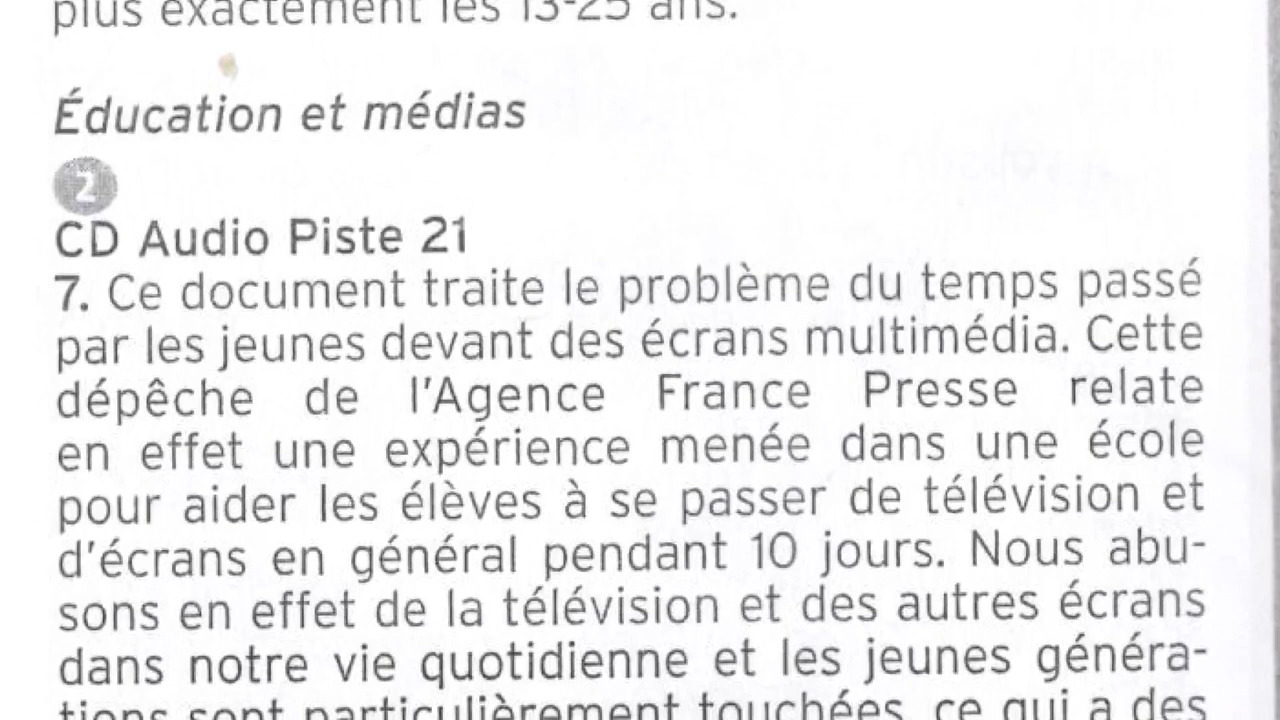 plus exactement les 13-25 ans.
Éducation et médias
2
CD Audio Piste 21
7. Ce document traite le problème du temps passé
par les jeunes devant des écrans multimédia. Cette
dépêche de l'Agence France Presse relate
en effet une expérience menée dans une école
pour aider les élèves à se passer de télévision et
d'écrans en général pendant 10 jours. Nous abu-
sons en effet de la télévision et des autres écrans
dans notre vie quotidienne et les jeunes généra-
tions sont particulièrement touchées, ce qui a des